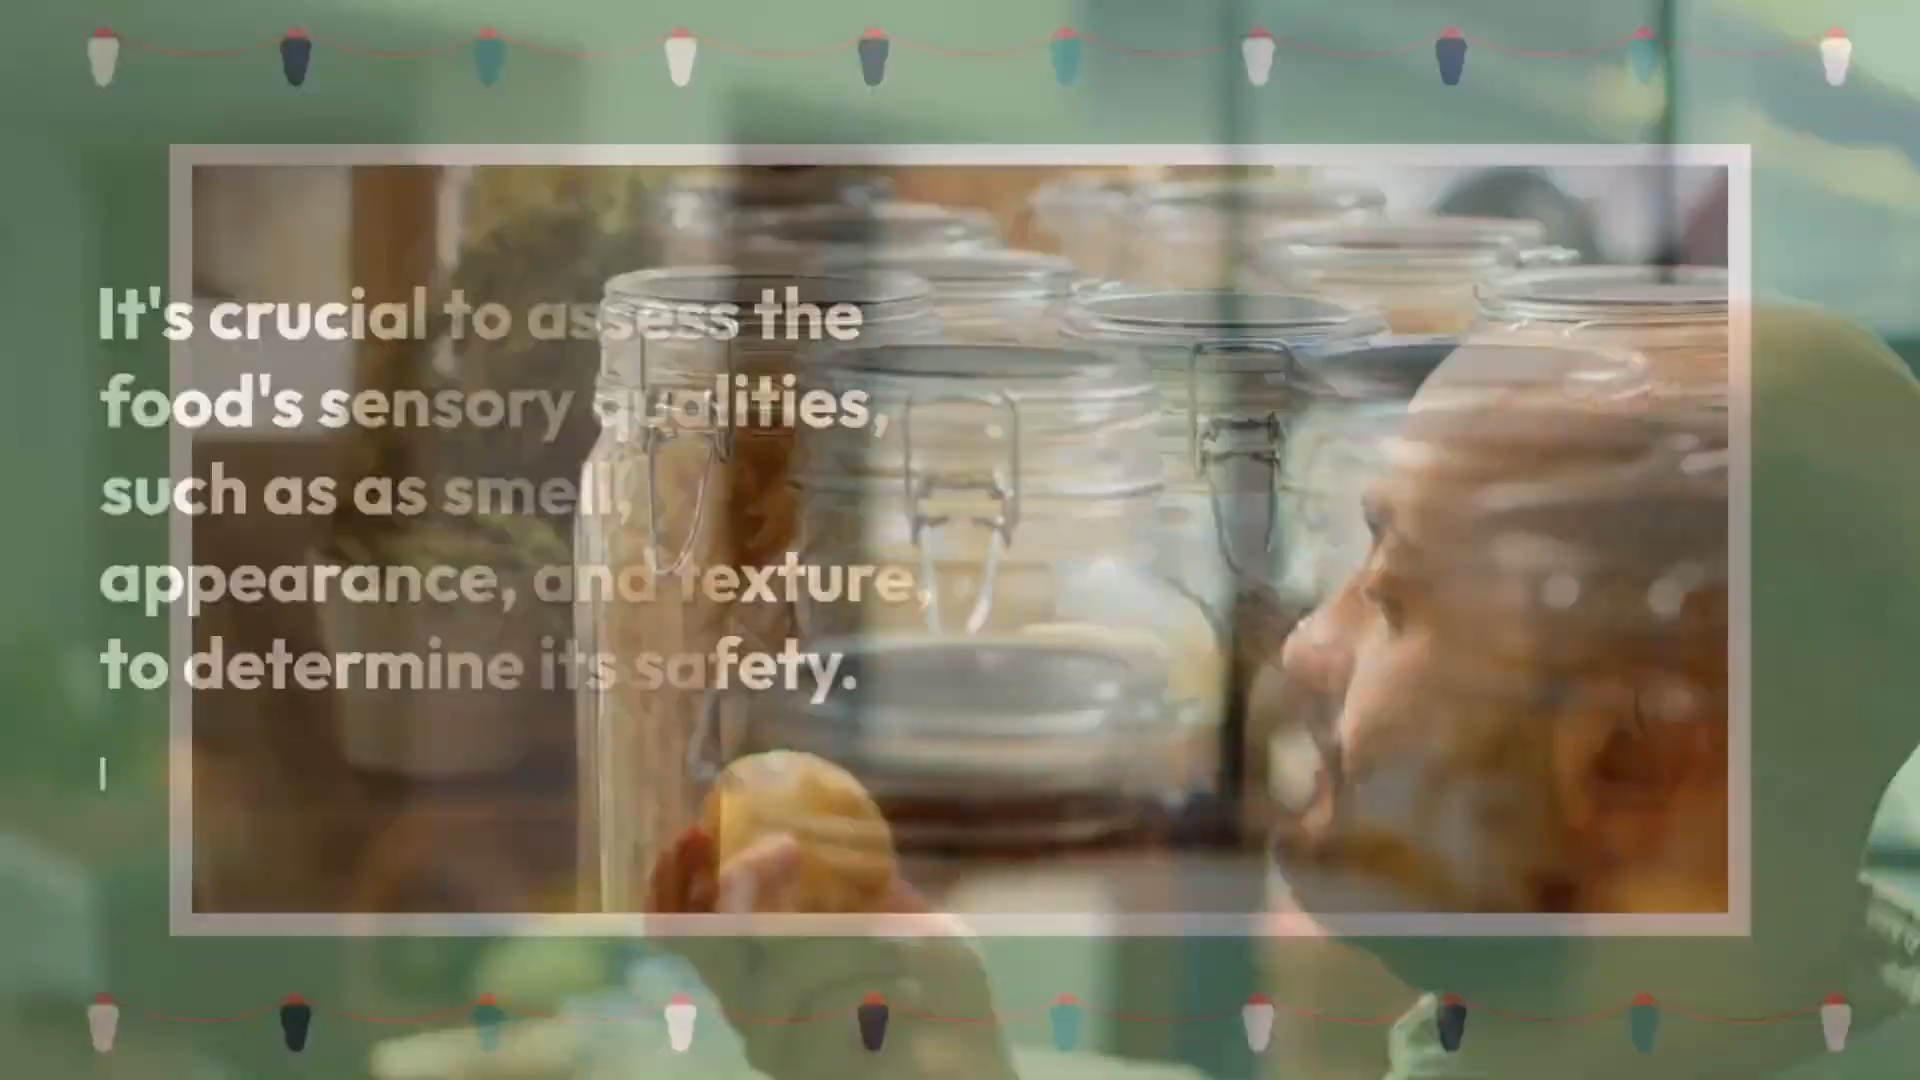 It's crucial to assess the
food's sensory qualities,
such as as smell,
appearance, and texture,
to determine its safety.